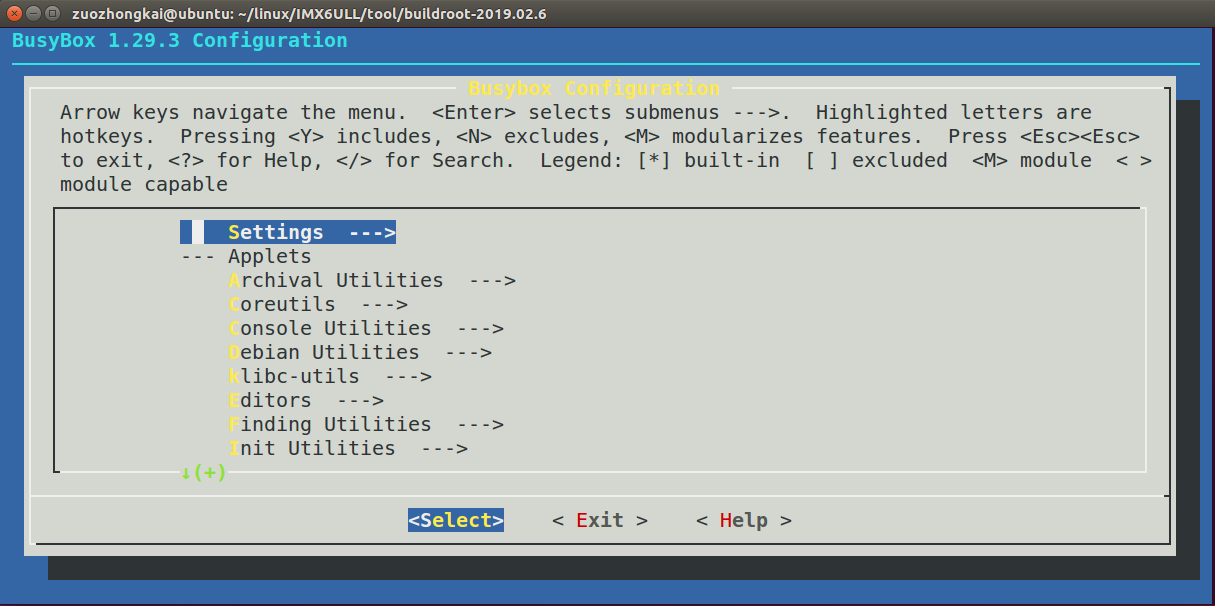 zuozhongkai@ubuntu: ~/linux/IMX6ULL/tool/buildroot-2019.02.6
BusyBox 1.29.3 Configuration
Busybox Configuration
Arrow keys navigate the menu.  <Enter> selects submenus --->.  Highlighted letters are
hotkeys.  Pressing <Y> includes, <N> excludes, <M> modularizes features.  Press <Esc><Esc>
to exit, <?> for Help, </> for Search.  Legend: [*] built-in  [ ] excluded  <M> module  < >
module capable
Settings  --->
--- Applets
Archival Utilities  --->
Coreutils  --->
Console Utilities  --->
Debian Utilities  --->
klibc-utils  --->
Editors  --->
Finding Utilities  --->
Init Utilities  --->
↓(+)
<Select>    < Exit >    < Help >